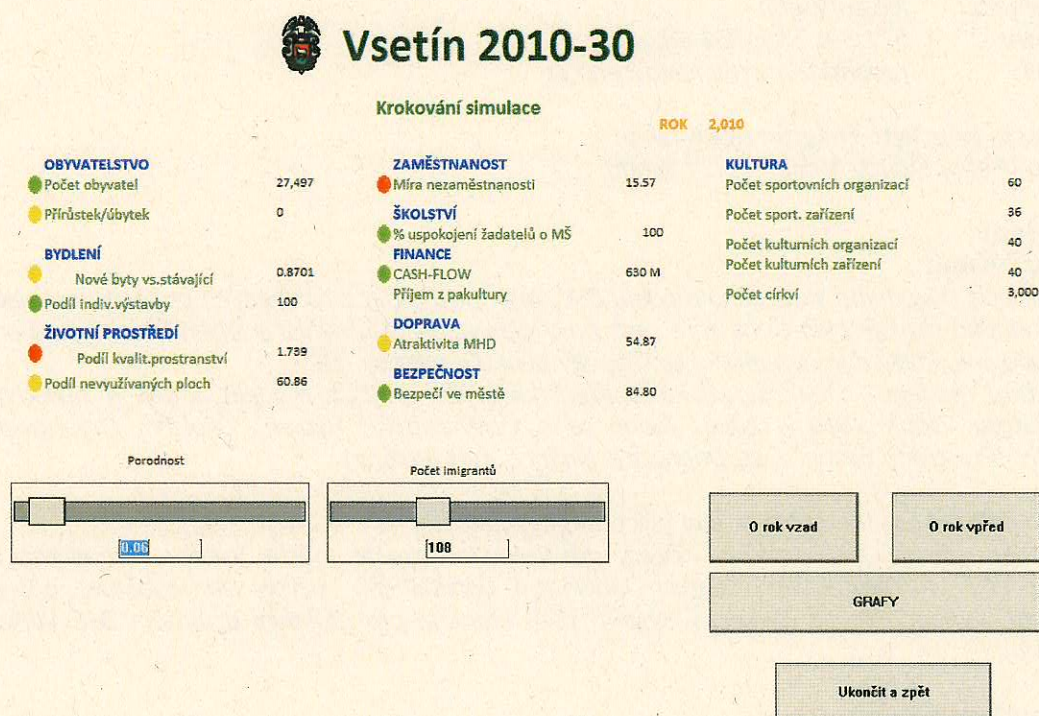 Vsetín 2010-30
Krokování simulace
ROK 2,010
OBYVATELSTVO
Počet obyvatel 27,497
Přírůstek/úbytek 0
BYDLENÍ
Nové byty vs.stávající 0.8701
Podíl indiv.výstavby 100
ŽIVOTNÍ PROSTŘEDÍ
Podíl kvalit.prostranství 1.739
Podíl nevyužívaných ploch 60.86
ZAMĚSTNANOST
Míra nezaměstnanosti 15.57
ŠKOLSTVÍ
% uspokojení žadatelů o MŠ 100
FINANCE
CASH-FLOW 630 M
Příjem z pakultury
DOPRAVA
Atraktivita MHD 54.87
BEZPEČNOST
Bezpečí ve městě 84.80
KULTURA
Počet sportovních organizací 60
Počet sport. zařízení 36
Počet kulturních organizací 40
Počet kulturních zařízení 40
Počet církví 3,000
Porodnost
0.06
Počet imigrantů
108
O rok vzad
O rok vpřed
GRAFY
Ukončit a zpět